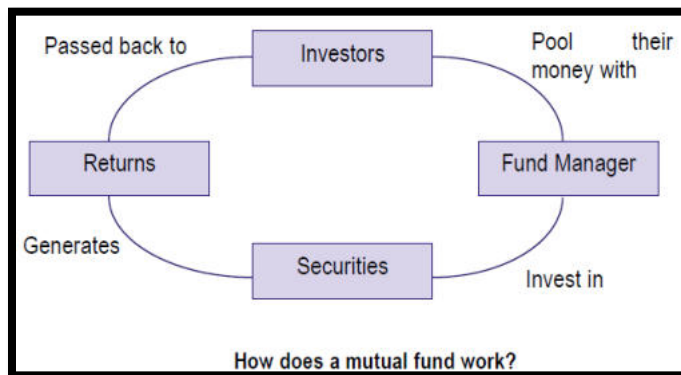 Passed back to
Investors
Pool their
money with
Returns
Fund Manager
Generates
Securities
Invest in
How does a mutual fund work?